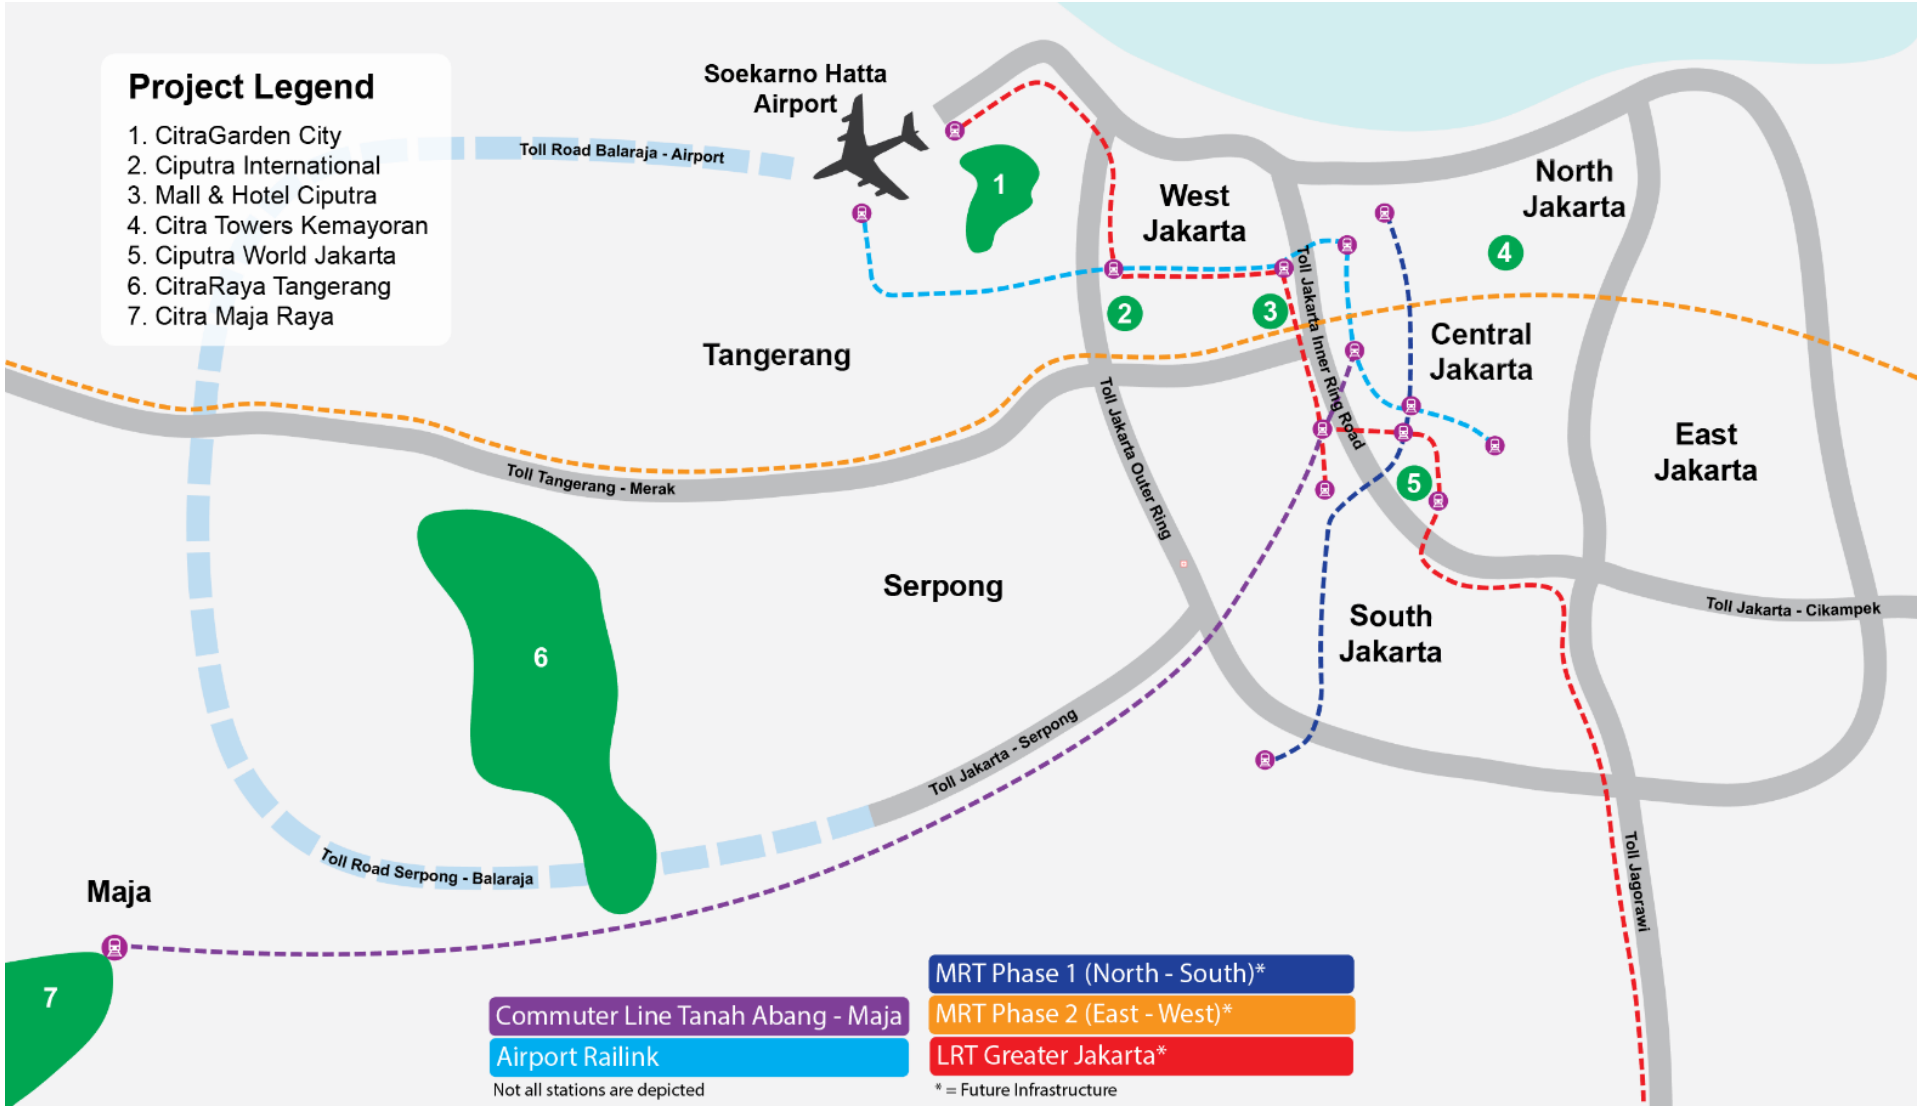 Project Legend
1. CitraGarden City
2. Ciputra International
3. Mall & Hotel Ciputra
4. Citra Towers Kemayoran
5. Ciputra World Jakarta
6. CitraRaya Tangerang
7. Citra Maja Raya
Soekarno Hatta
Airport
Toll Road Balaraja - Airport
1
West
Jakarta
North
Jakarta
4
2
3
Toll Jakarta Inner Ring Road
Central
Jakarta
Tangerang
Toll Jakarta Outer Ring
East
Jakarta
5
Toll Tangerang - Merak
Serpong
6
South
Jakarta
Toll Jakarta - Cikampek
Toll Jakarta - Serpong
Toll Road Serpong - Balaraja
Toll Jagorawi
Maja
7
Commuter Line Tanah Abang - Maja
Airport Railink
Not all stations are depicted
MRT Phase 1 (North - South)*
MRT Phase 2 (East - West)*
LRT Greater Jakarta*
* = Future Infrastructure